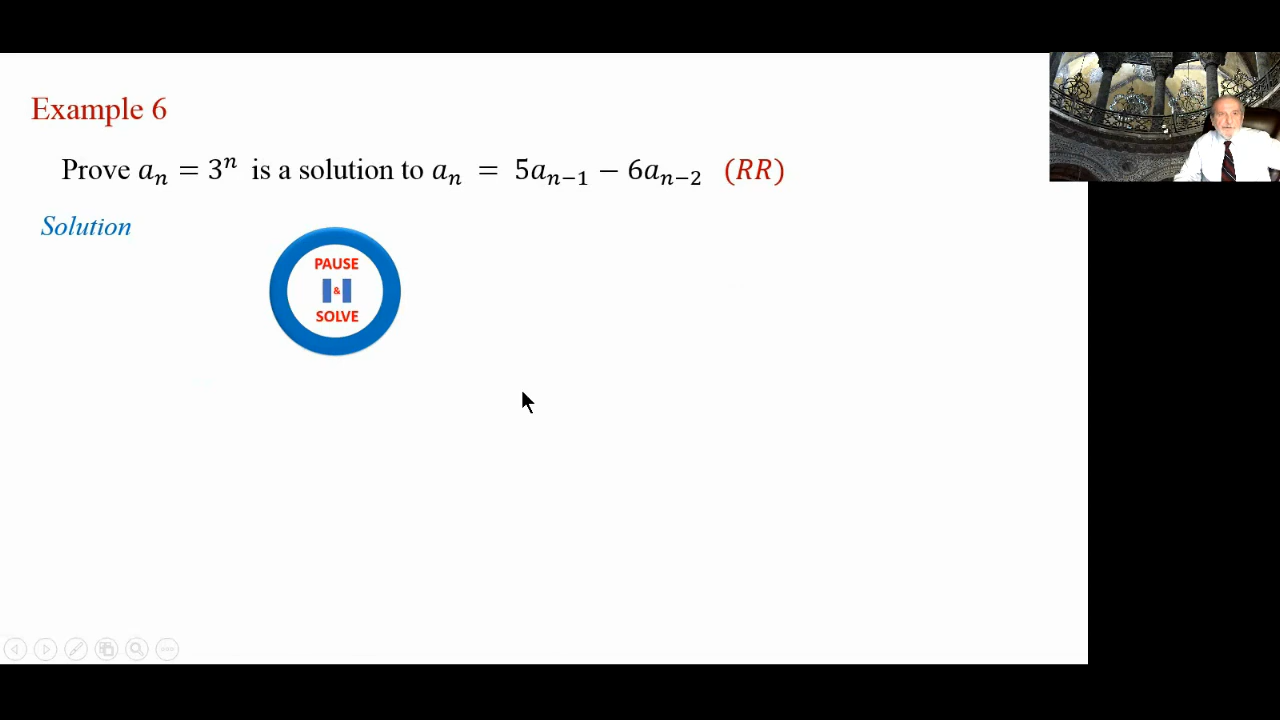 Example 6
Prove aₙ = 3ⁿ is a solution to aₙ = 5aₙ₋₁ − 6aₙ₋₂ (RR)
Solution
PAUSE
&
SOLVE